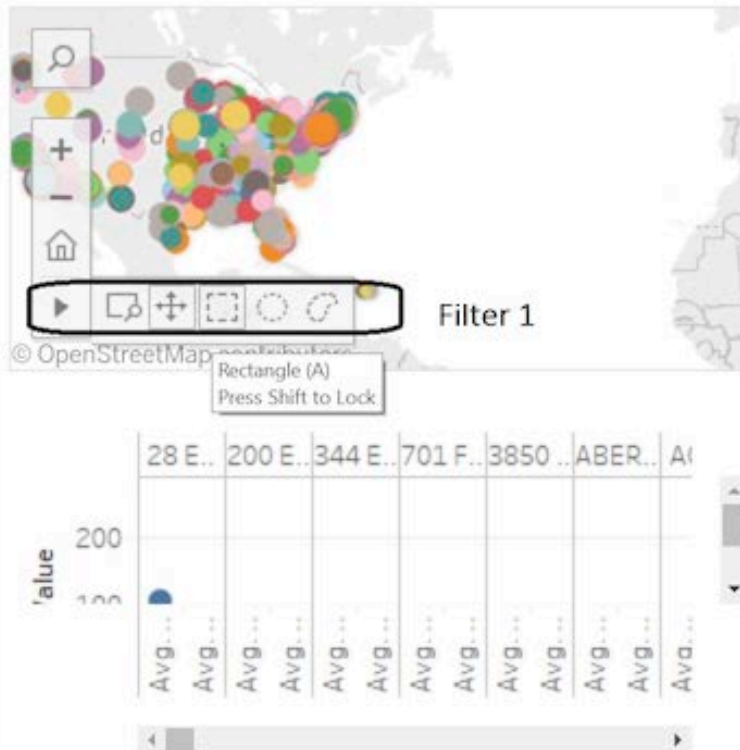 d
Filter 1
© OpenStreetMap contributors
Rectangle (A)
Press Shift to Lock
28 E.. 200 E.. 344 E.. 701 F.. 3850 .. ABER..
200
100
Avg... Avg... Avg... Avg... Avg... Avg... Avg... Avg... Avg... Avg... Avg... Avg... Avg.